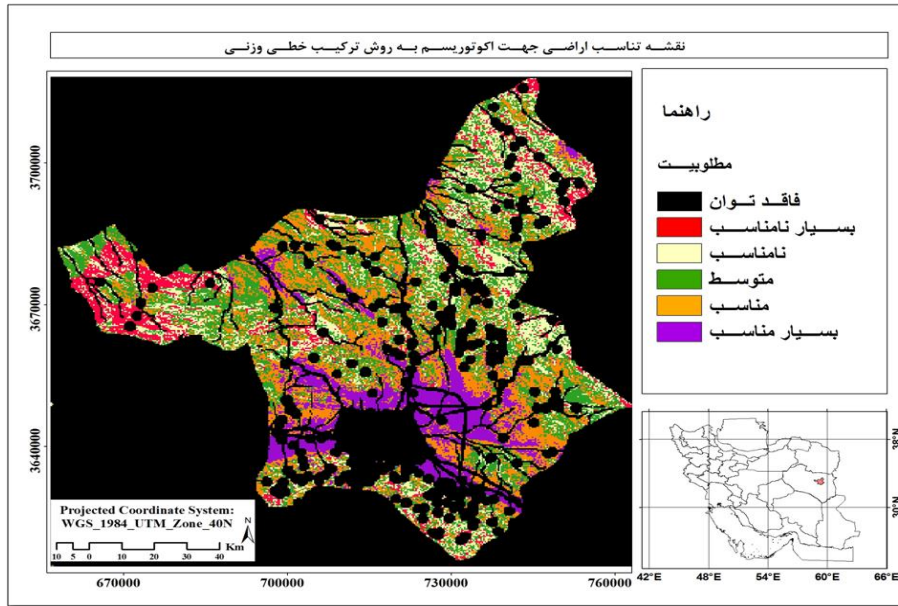 نقشه تناسب اراضی جهت اکوتوریسم به روش ترکیب خطی وزنی
راهنما
مطلوبیت
فاقد توان
بسیار نامناسب
نامناسب
متوسط
مناسب
بسیار مناسب
3700000
3670000
3640000
Projected Coordinate System:
WGS_1984_UTM_Zone_40N
N
10 5 0 10 20 30 40
Km
670000 700000 730000 760000
38°N
30°N
42°E 48°E 54°E 60°E 66°E